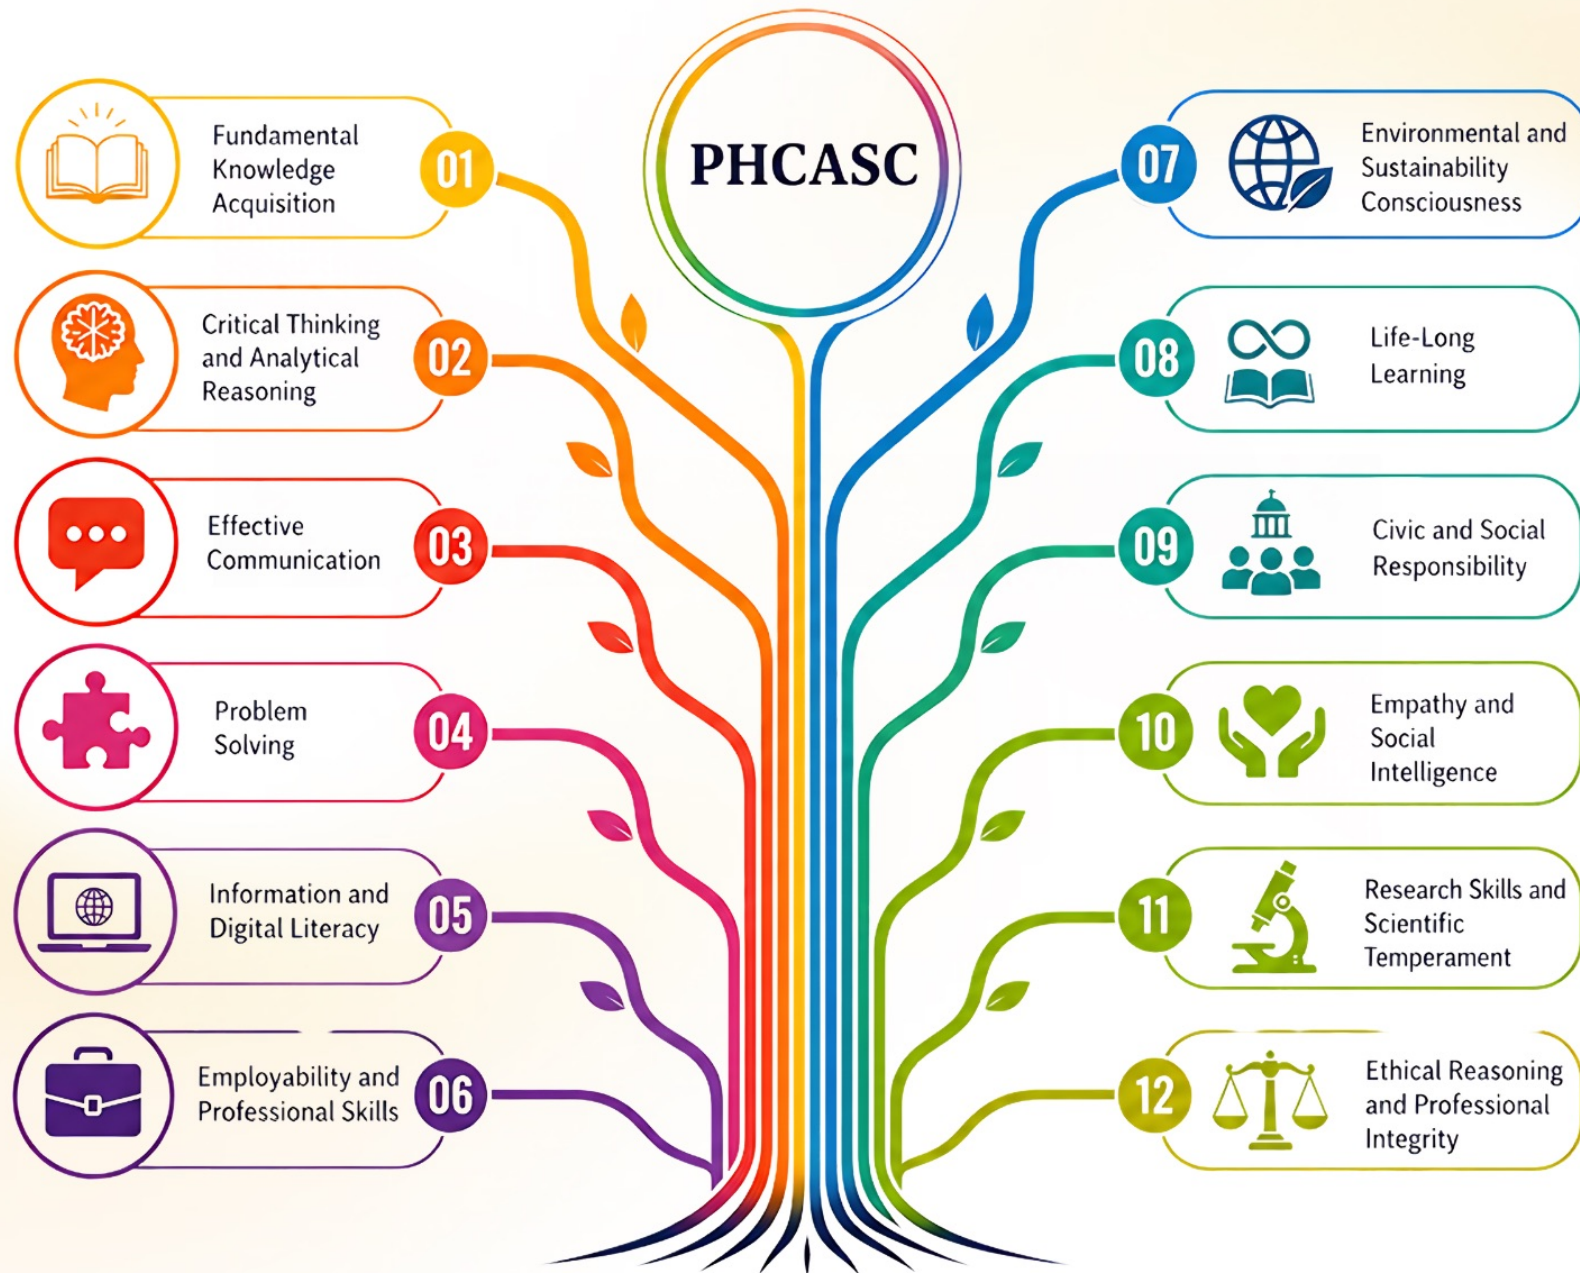 PHCASC
01
Fundamental
Knowledge
Acquisition
02
Critical Thinking
and Analytical
Reasoning
03
Effective
Communication
04
Problem
Solving
05
Information and
Digital Literacy
06
Employability and
Professional Skills
07
Environmental and
Sustainability
Consciousness
08
Life-Long
Learning
09
Civic and Social
Responsibility
10
Empathy and
Social
Intelligence
11
Research Skills and
Scientific
Temperament
12
Ethical Reasoning
and Professional
Integrity